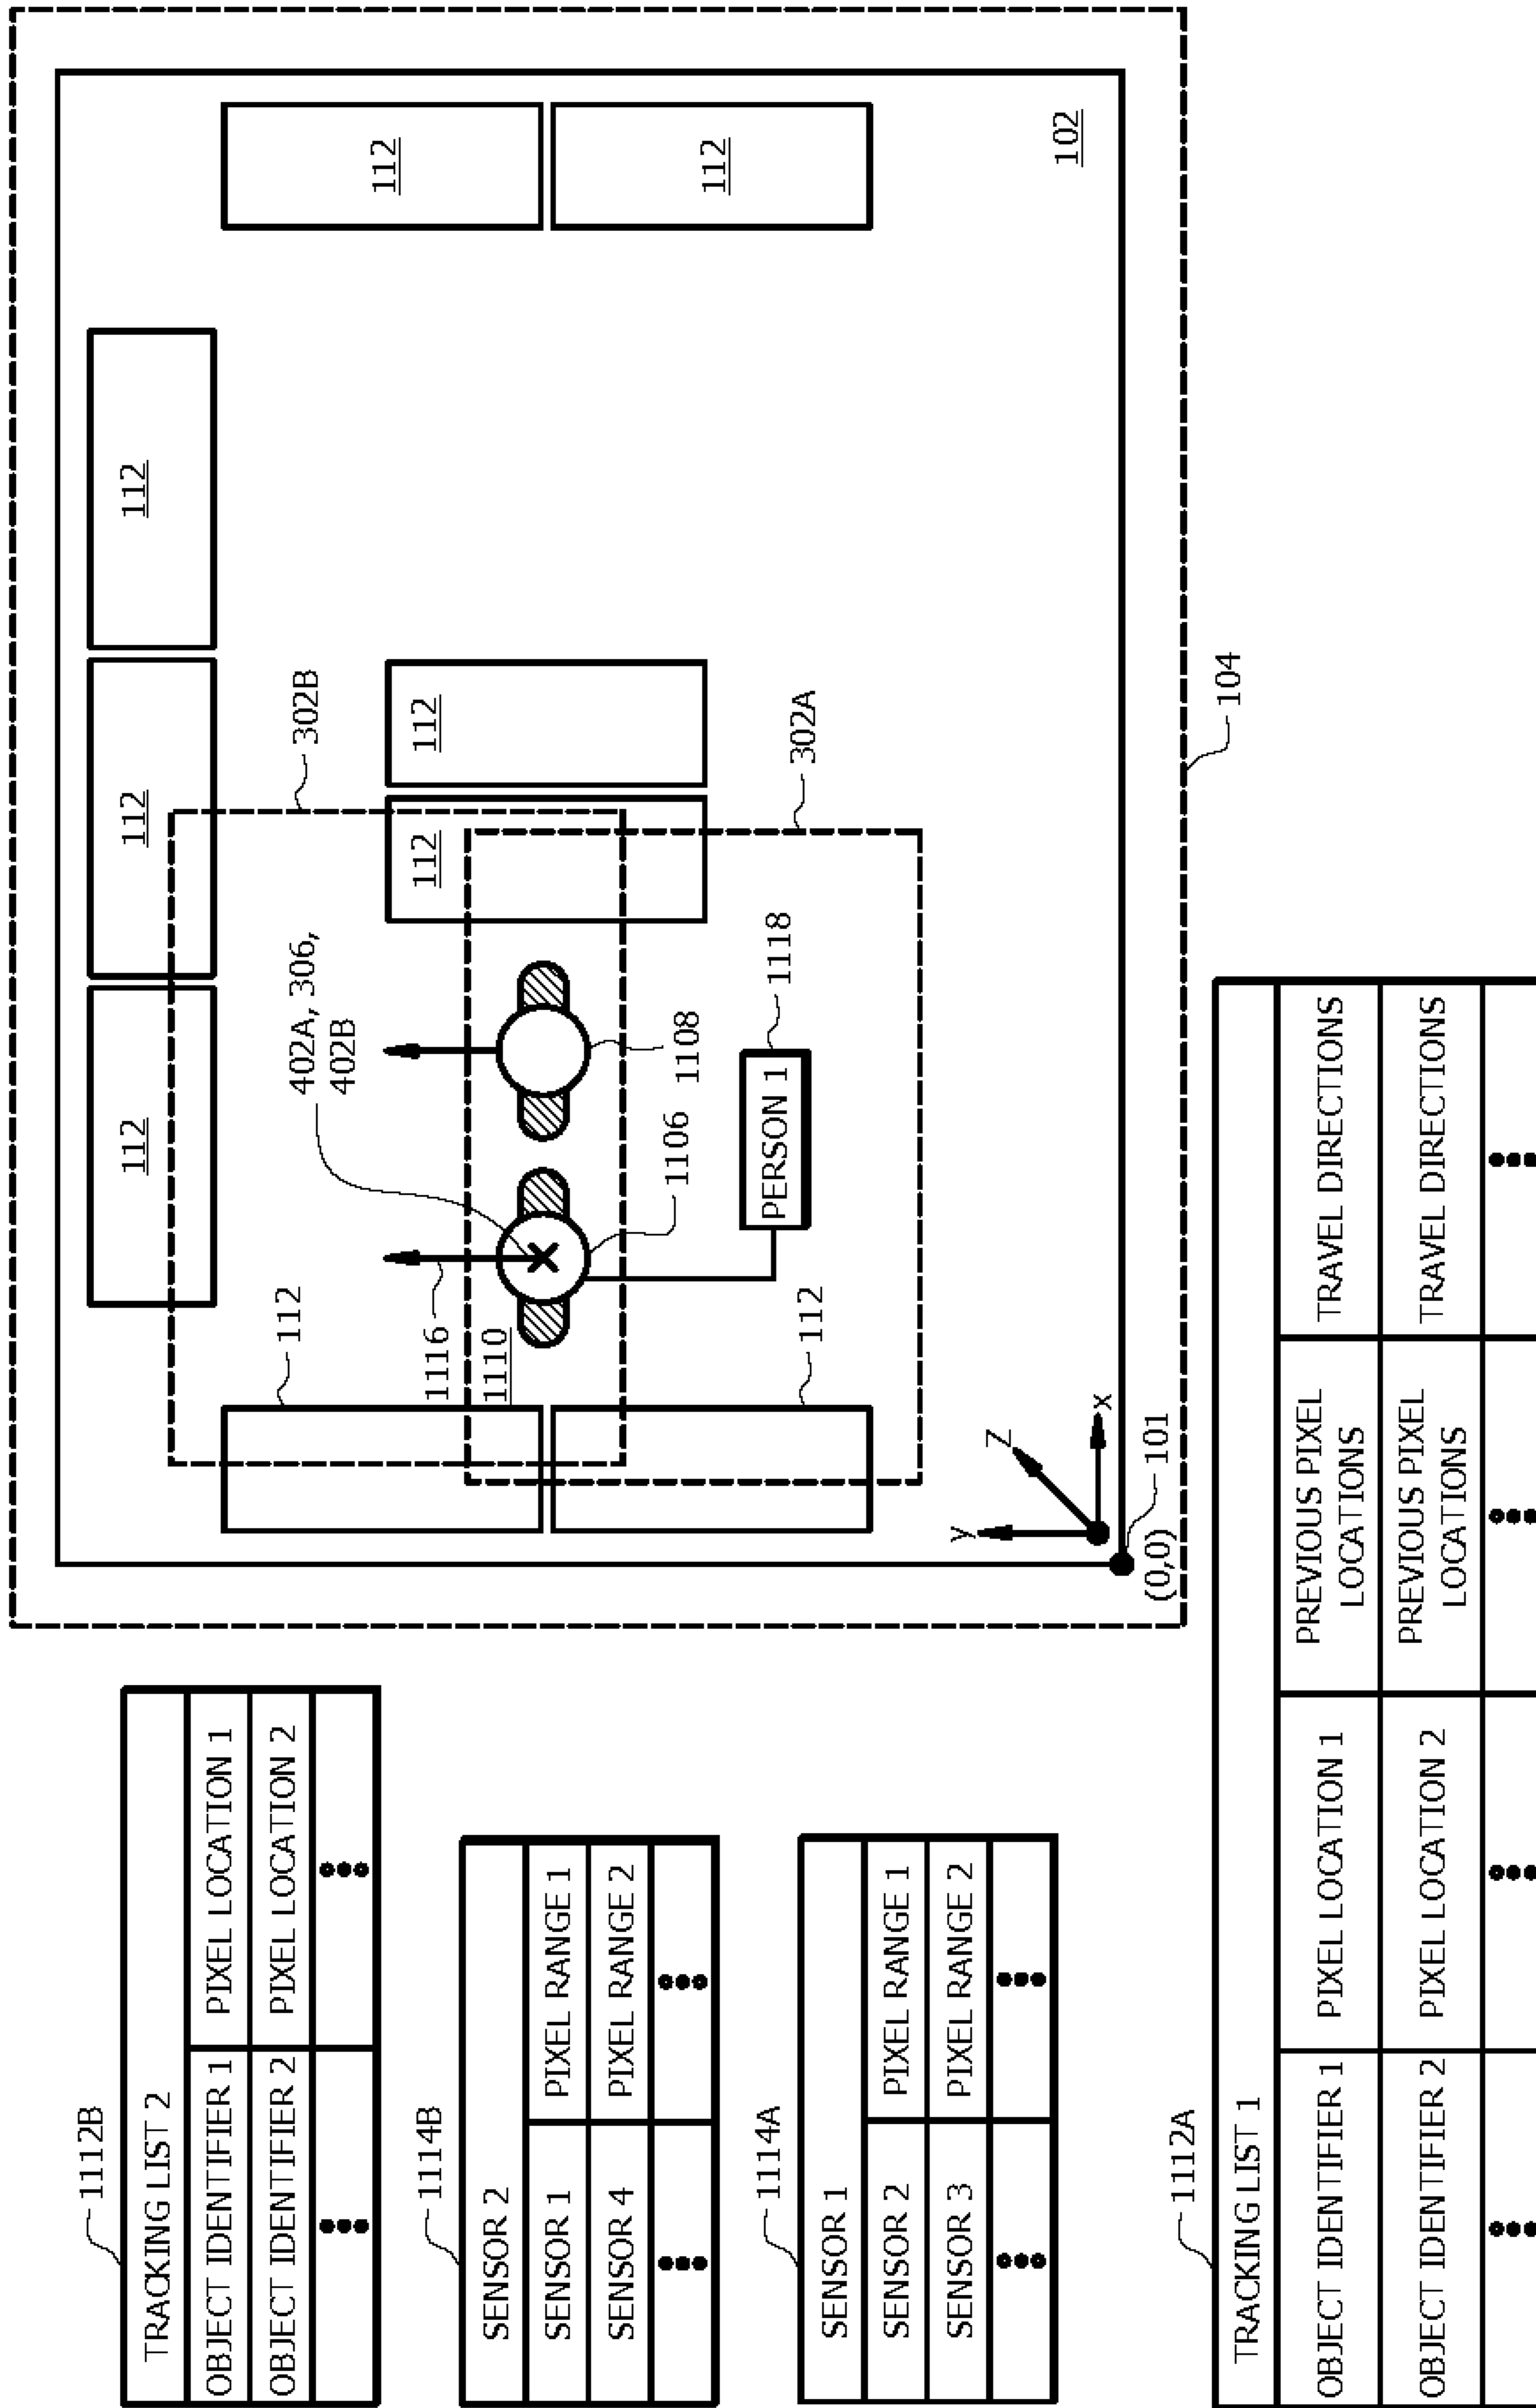 1112B
TRACKING LIST 2
OBJECT IDENTIFIER 1 PIXEL LOCATION 1
OBJECT IDENTIFIER 2 PIXEL LOCATION 2
1114B
SENSOR 2
SENSOR 1 PIXEL RANGE 1
SENSOR 4 PIXEL RANGE 2
1114A
SENSOR 1
SENSOR 2 PIXEL RANGE 1
SENSOR 3 PIXEL RANGE 2
1112A
TRACKING LIST 1
OBJECT IDENTIFIER 1 PIXEL LOCATION 1 PREVIOUS PIXEL LOCATIONS TRAVEL DIRECTIONS
OBJECT IDENTIFIER 2 PIXEL LOCATION 2 PREVIOUS PIXEL LOCATIONS TRAVEL DIRECTIONS
112
112
112
302B
112
112
402A, 306,
402B
112
112
112
1116
1110
1106
1108
302A
1118
PERSON 1
112
102
y
Z
x
101
(0,0)
104